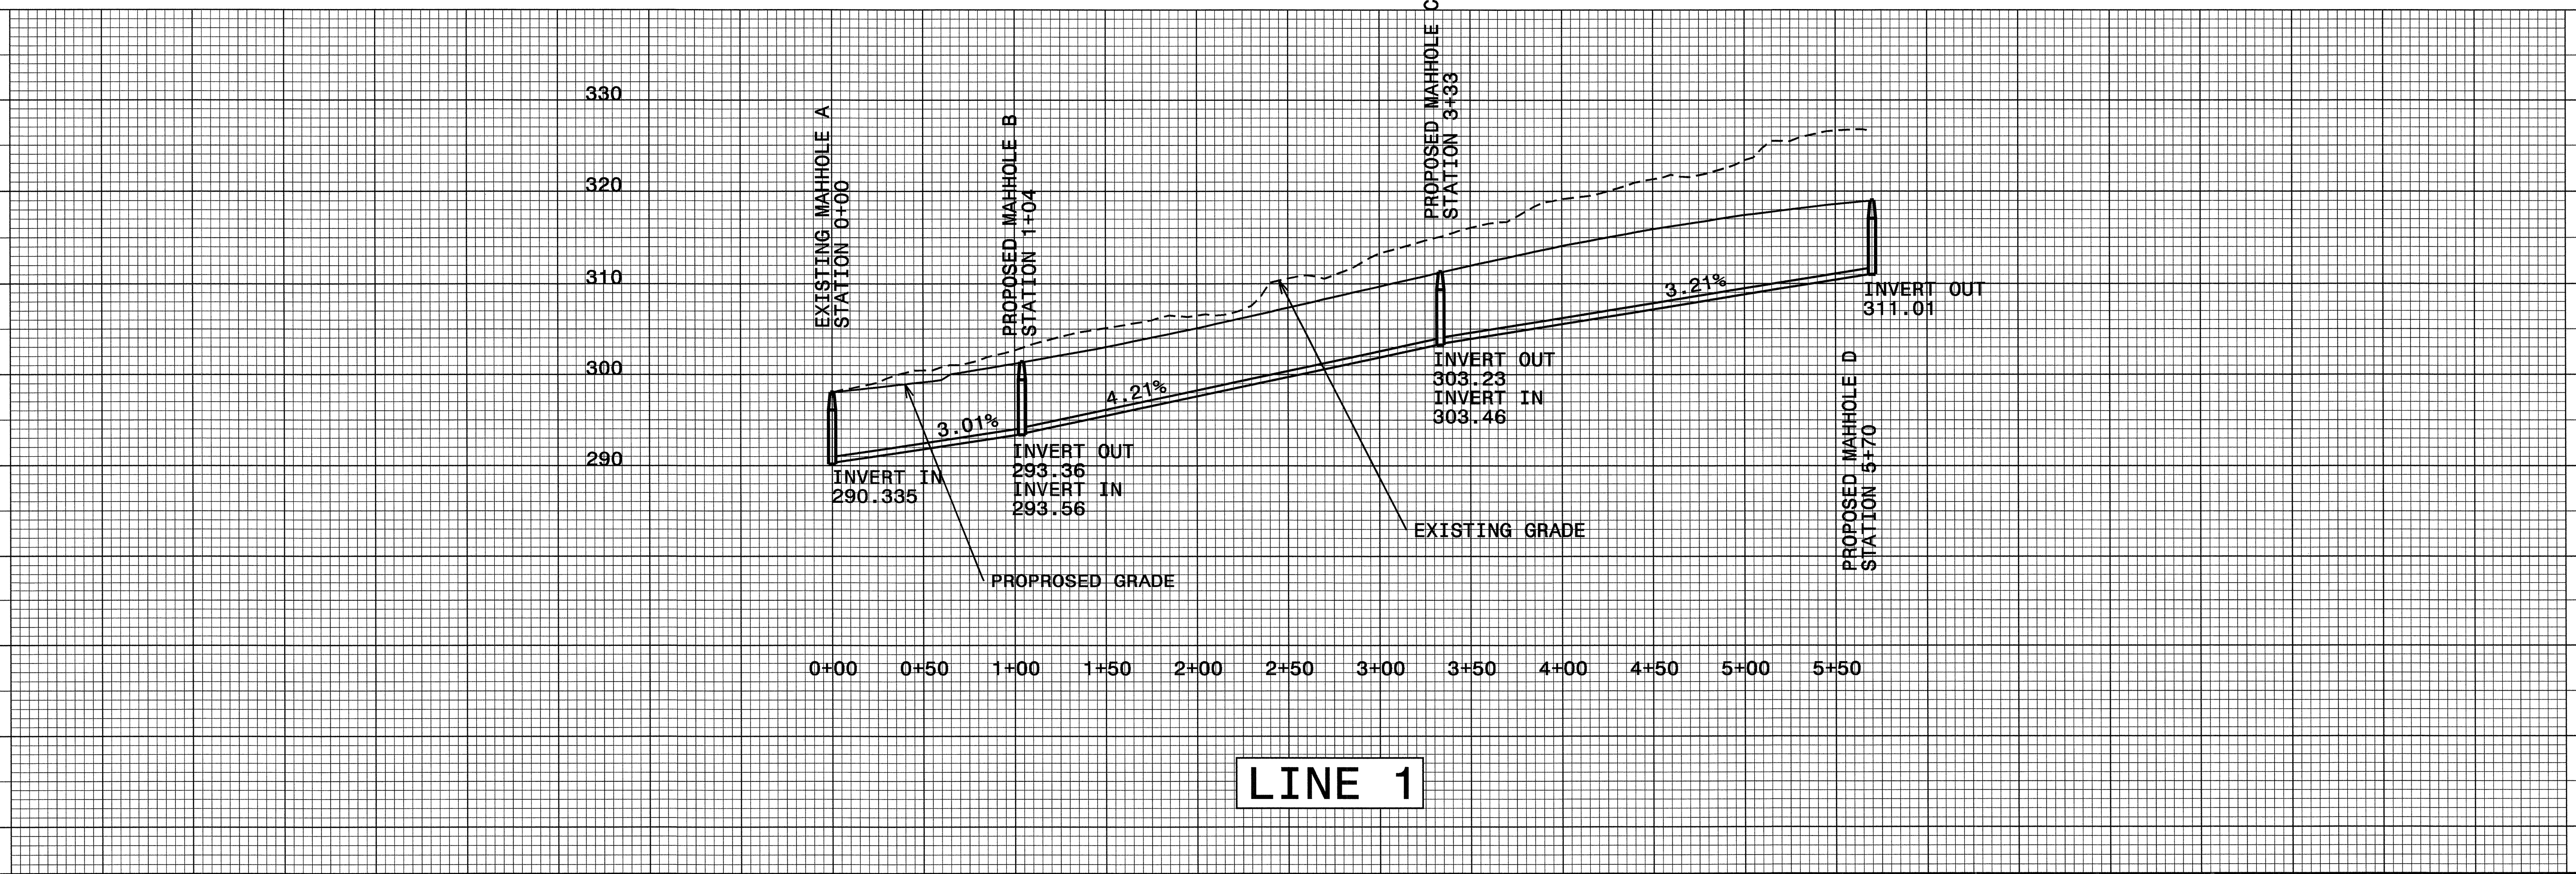 330
320
310
300
290
EXISTING MAHHOLE A
STATION 0+00
PROPOSED MAHHOLE B
STATION 1+04
PROPOSED MAHHOLE C
STATION 3+33
PROPOSED MAHHOLE D
STATION 5+70
3.01%
4.21%
3.21%
INVERT IN
290.335
INVERT OUT
293.36
INVERT IN
293.56
INVERT OUT
303.23
INVERT IN
303.46
INVERT OUT
311.01
EXISTING GRADE
PROPROSED GRADE
0+00 0+50 1+00 1+50 2+00 2+50 3+00 3+50 4+00 4+50 5+00 5+50
LINE 1